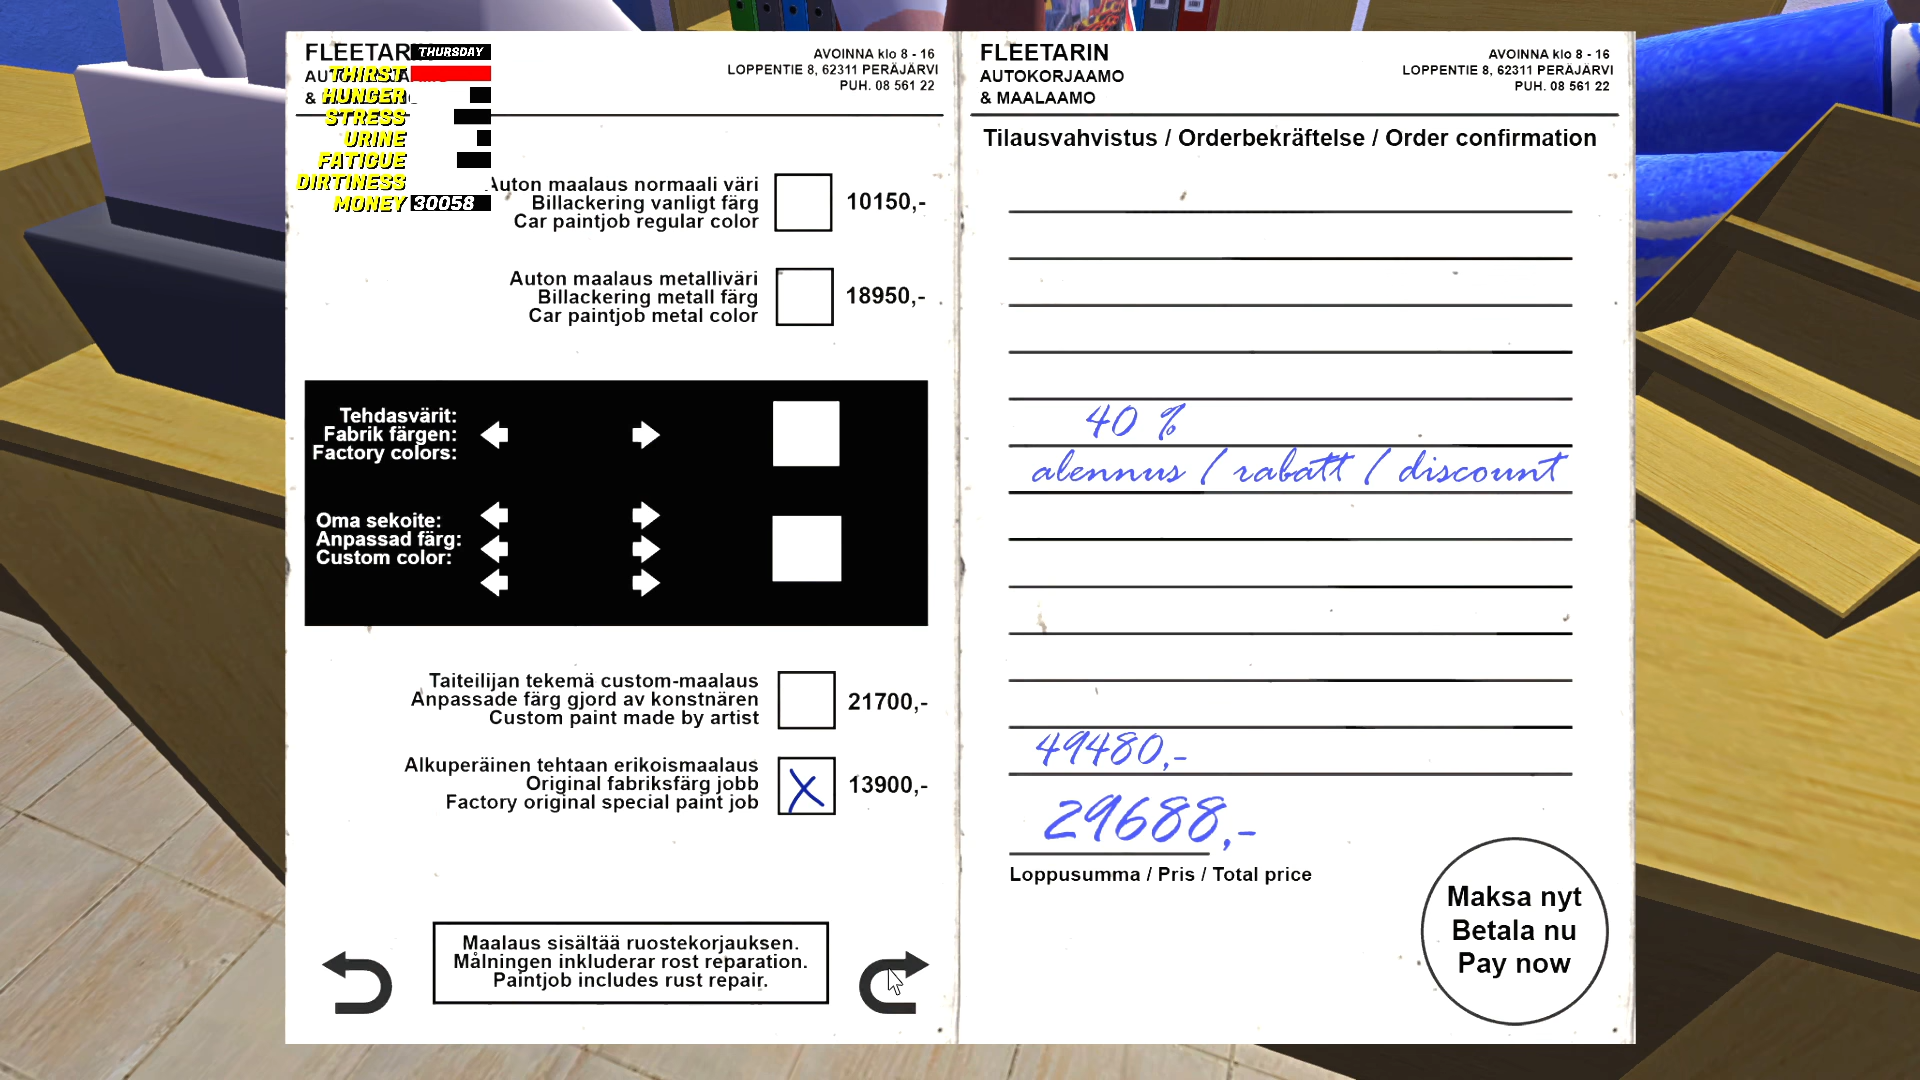 FLEETAR
AUTO
&
AVOINNA klo 8 - 16
LOPPENTIE 8, 62311 PERÄJÄRVI
PUH. 08 561 22
THURSDAY
THIRST
HUNGER
STRESS
URINE
FATIGUE
DIRTINESS
MONEY 30058
Auton maalaus normaali väri
Billackering vanligt färg
Car paintjob regular color
10150,-
Auton maalaus metalliväri
Billackering metall färg
Car paintjob metal color
18950,-
Tehdasvärit:
Fabrik färgen:
Factory colors:
Oma sekoite:
Anpassad färg:
Custom color:
Taiteilijan tekemä custom-maalaus
Anpassade färg gjord av konstnären
Custom paint made by artist
21700,-
Alkuperäinen tehtaan erikoismaalaus
Original fabriksfärg jobb
Factory original special paint job
X
13900,-
Maalaus sisältää ruostekorjauksen.
Målningen inkluderar rost reparation.
Paintjob includes rust repair.
FLEETARIN
AUTOKORJAAMO
& MAALAAMO
AVOINNA klo 8 - 16
LOPPENTIE 8, 62311 PERÄJÄRVI
PUH. 08 561 22
Tilausvahvistus / Orderbekräftelse / Order confirmation
40 %
alennus / rabatt / discount
49480,-
29688,-
Loppusumma / Pris / Total price
Maksa nyt
Betala nu
Pay now